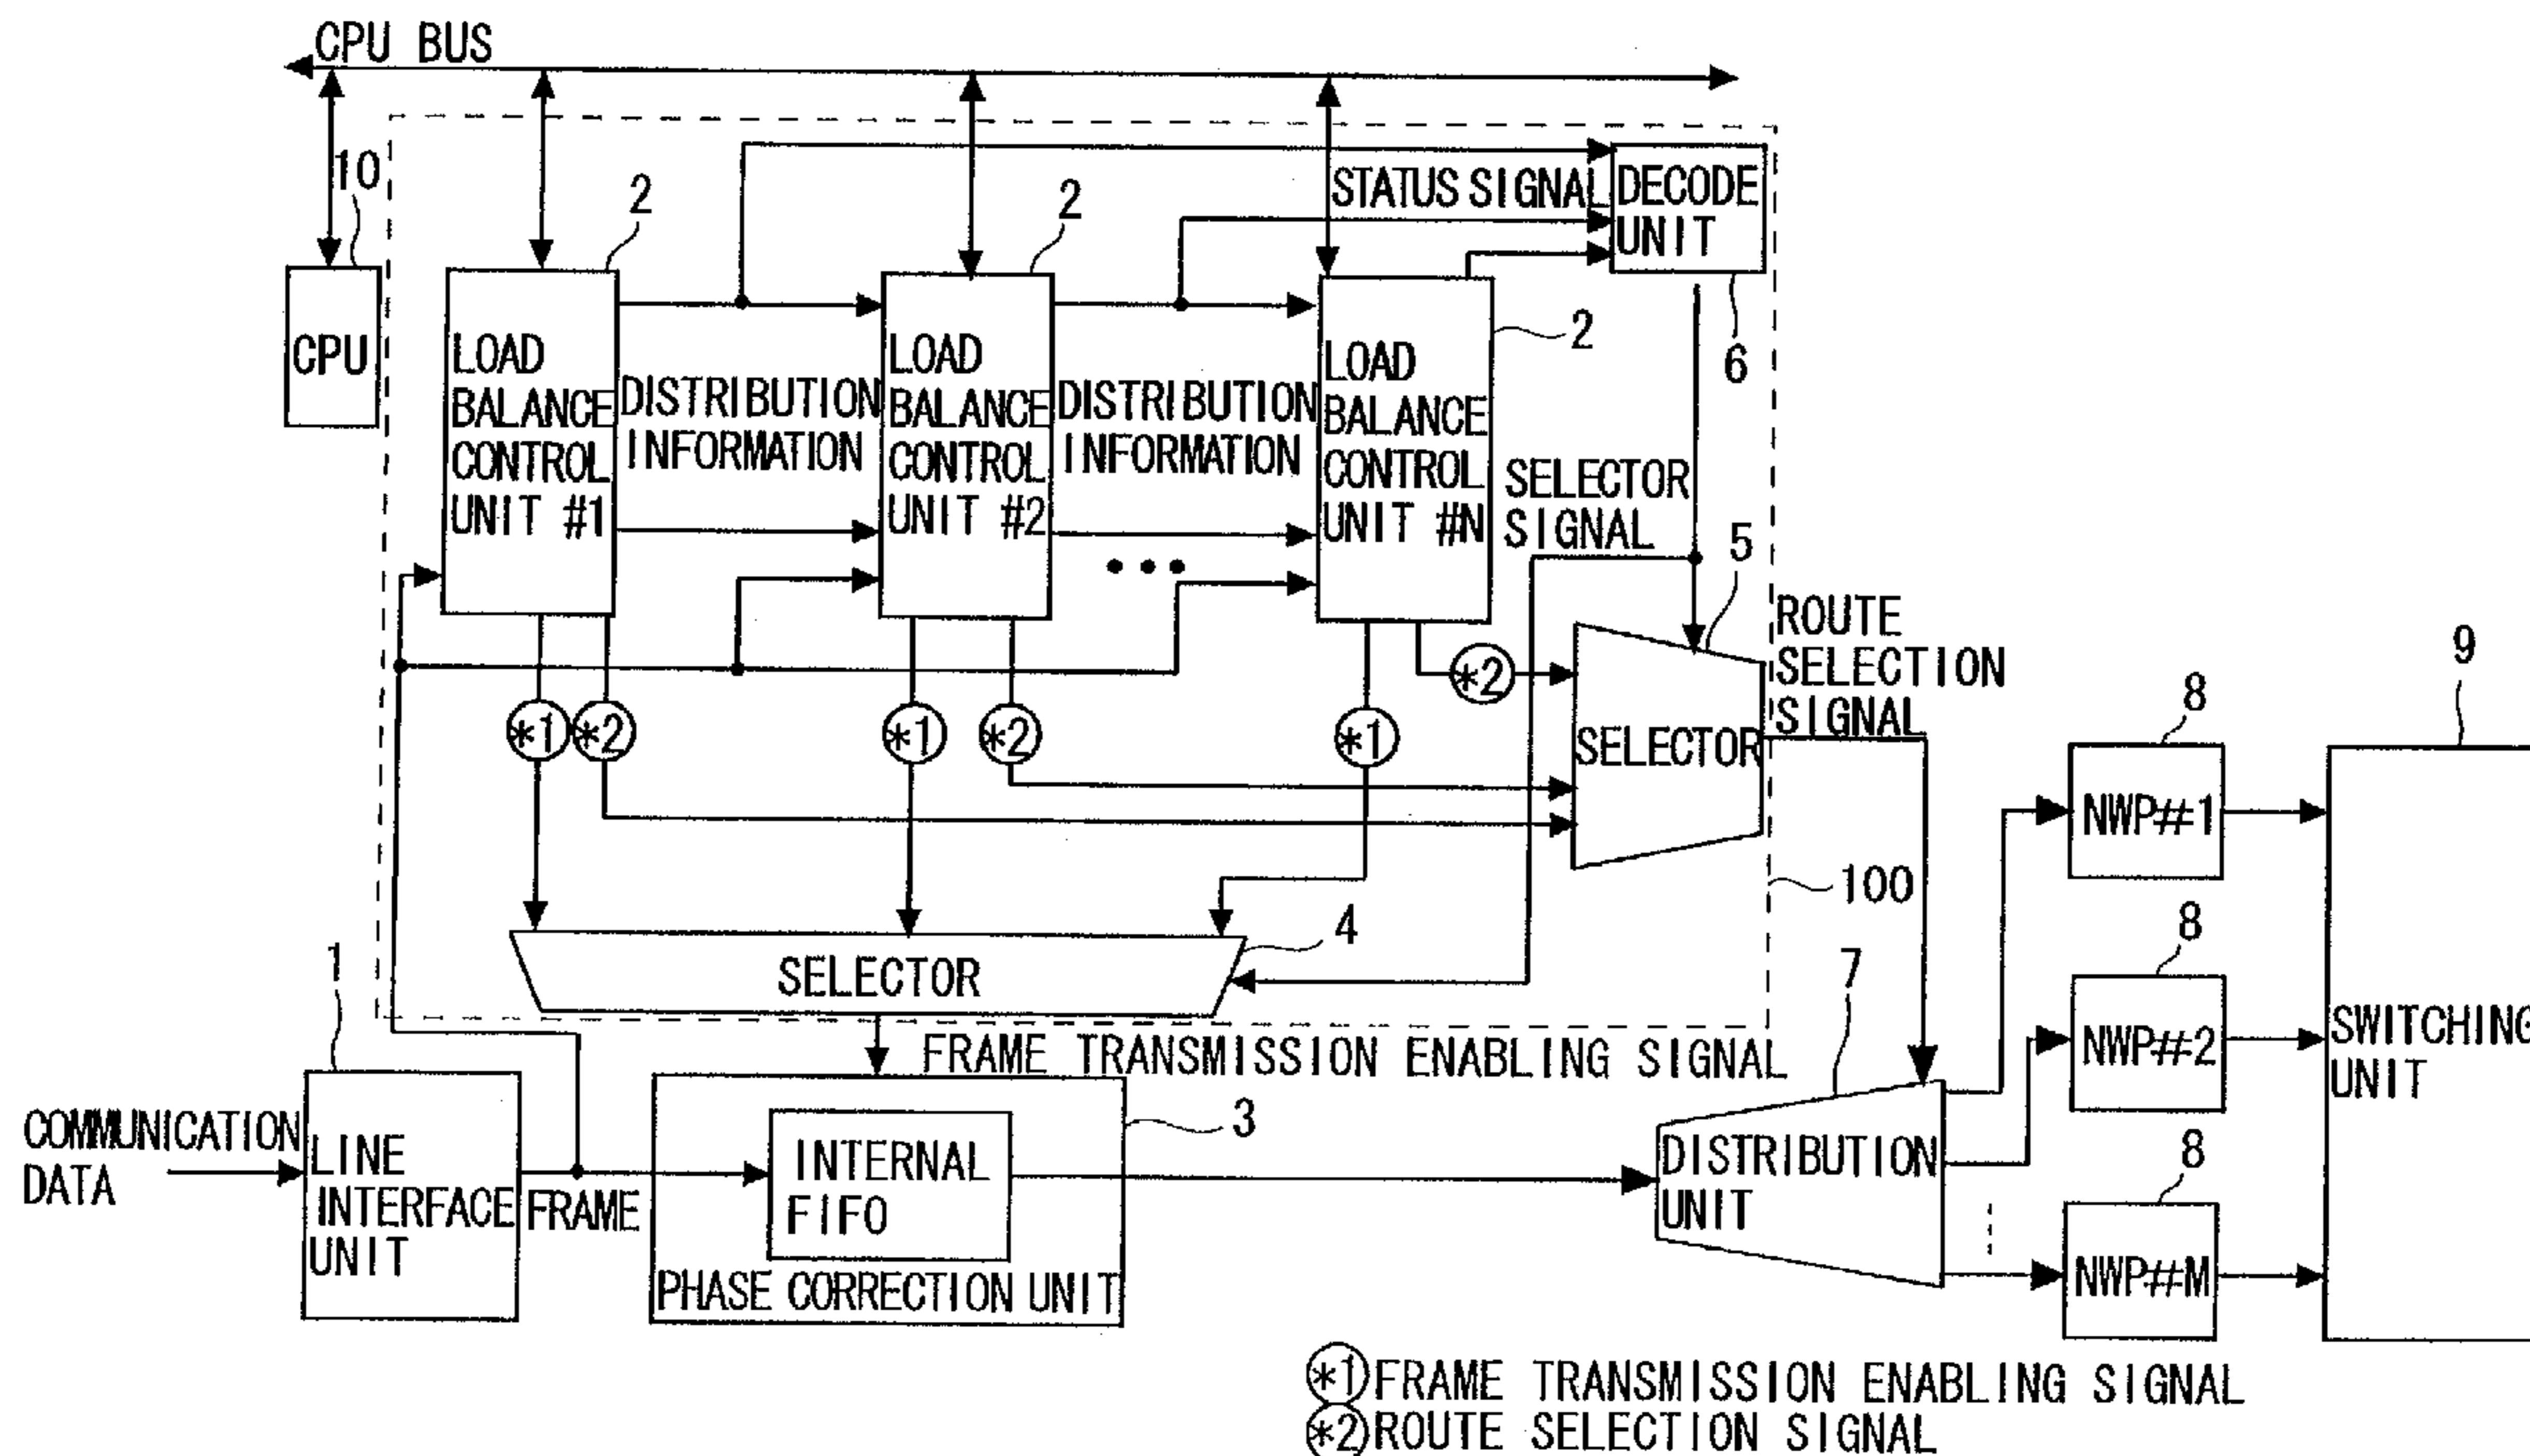 CPU BUS
10
CPU
2
LOAD
BALANCE
CONTROL
UNIT #1
DISTRIBUTION
INFORMATION
2
LOAD
BALANCE
CONTROL
UNIT #2
DISTRIBUTION
INFORMATION
2
LOAD
BALANCE
CONTROL
UNIT #N
STATUS SIGNAL
DECODE
UNIT
6
SELECTOR
SIGNAL
5
SELECTOR
ROUTE
SELECTION
SIGNAL
*1
*2
*1
*2
*1
*2
SELECTOR
4
100
FRAME TRANSMISSION ENABLING SIGNAL
COMMUNICATION
DATA
1
LINE
INTERFACE
UNIT
FRAME
INTERNAL
FIFO
PHASE CORRECTION UNIT
3
7
DISTRIBUTION
UNIT
8
NWP#1
8
NWP#2
8
NWP#M
9
SWITCHING
UNIT
*1 FRAME TRANSMISSION ENABLING SIGNAL
*2 ROUTE SELECTION SIGNAL